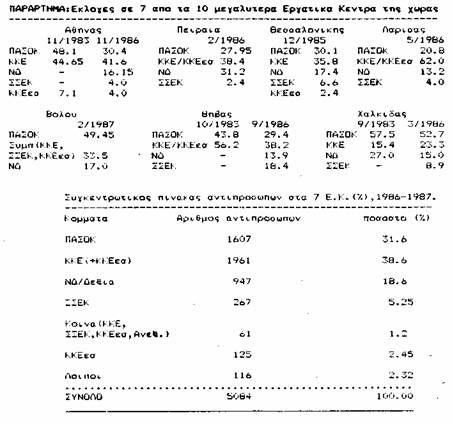 ΠΑΡΑΡΤΗΜΑ:Εκλογες σε 7 απο τα 10 μεγαλυτερα Εργατικα Κεντρα της χωρας
Αθηνας Πειραια Θεσσαλονικης Λαρισας
11/1983 11/1986 2/1986 12/1985 5/1986
ΠΑΣΟΚ 48.1 30.4 ΠΑΣΟΚ 27.95 ΠΑΣΟΚ 30.1 ΠΑΣΟΚ 20.8
ΚΚΕ 44.65 41.6 ΚΚΕ/ΚΚΕεσ 38.4 ΚΚΕ 35.8 ΚΚΕ/ΚΚΕεσ 62.0
ΝΔ - 16.15 ΝΔ 31.2 ΝΔ 17.4 ΝΔ 13.2
ΣΣΕΚ - 4.0 ΣΣΕΚ 2.4 ΣΣΕΚ 6.6 ΣΣΕΚ 4.0
ΚΚΕεσ 7.1 4.0 ΚΚΕεσ 2.4
Βολου Θηβας Χαλκιδας
2/1987 10/1983 9/1986 9/1983 3/1986
ΠΑΣΟΚ 49.45 ΠΑΣΟΚ 43.8 29.4 ΠΑΣΟΚ 57.5 52.7
Συμπ(ΚΚΕ, ΚΚΕ/ΚΚΕεσ 56.2 38.2 ΚΚΕ 15.4 23.3
ΣΣΕΚ,ΚΚΕεσ) 33.5 ΝΔ - 13.9 ΝΔ 27.0 15.0
ΝΔ 17.0 ΣΣΕΚ - 18.4 ΣΣΕΚ - 8.9
Συγκεντρωτικος πινακας αντιπροσωπων στα 7 Ε.Κ.(%),1986-1987.
Κομματα Αριθμος αντιπροσωπων ποσοστο (%)
ΠΑΣΟΚ 1607 31.6
ΚΚΕ(+ΚΚΕεσ) 1961 38.6
ΝΔ/Δεξια 947 18.6
ΣΣΕΚ 267 5.25
Κοινα(ΚΚΕ,
ΣΣΕΚ,ΚΚΕεσ,Ανεξ.) 61 1.2
ΚΚΕεσ 125 2.45
Λοιποι 116 2.32
ΣΥΝΟΛΟ 5084 100.00